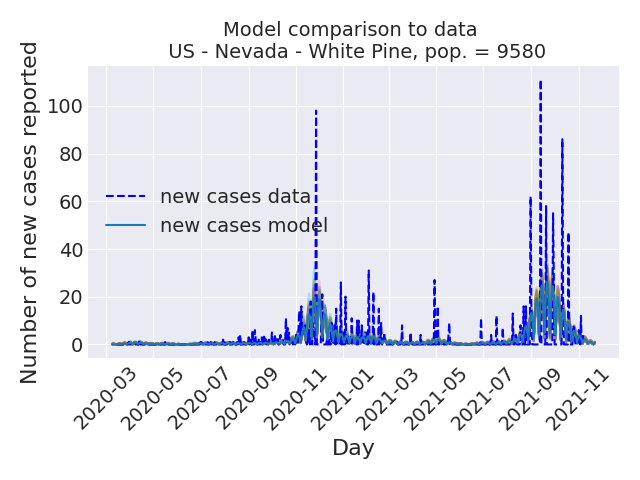 Model comparison to data
US - Nevada - White Pine, pop. = 9580
Number of new cases reported
100
80
60
40
20
0
new cases data
new cases model
2020-03
2020-05
2020-07
2020-09
2020-11
2021-01
2021-03
2021-05
2021-07
2021-09
2021-11
Day